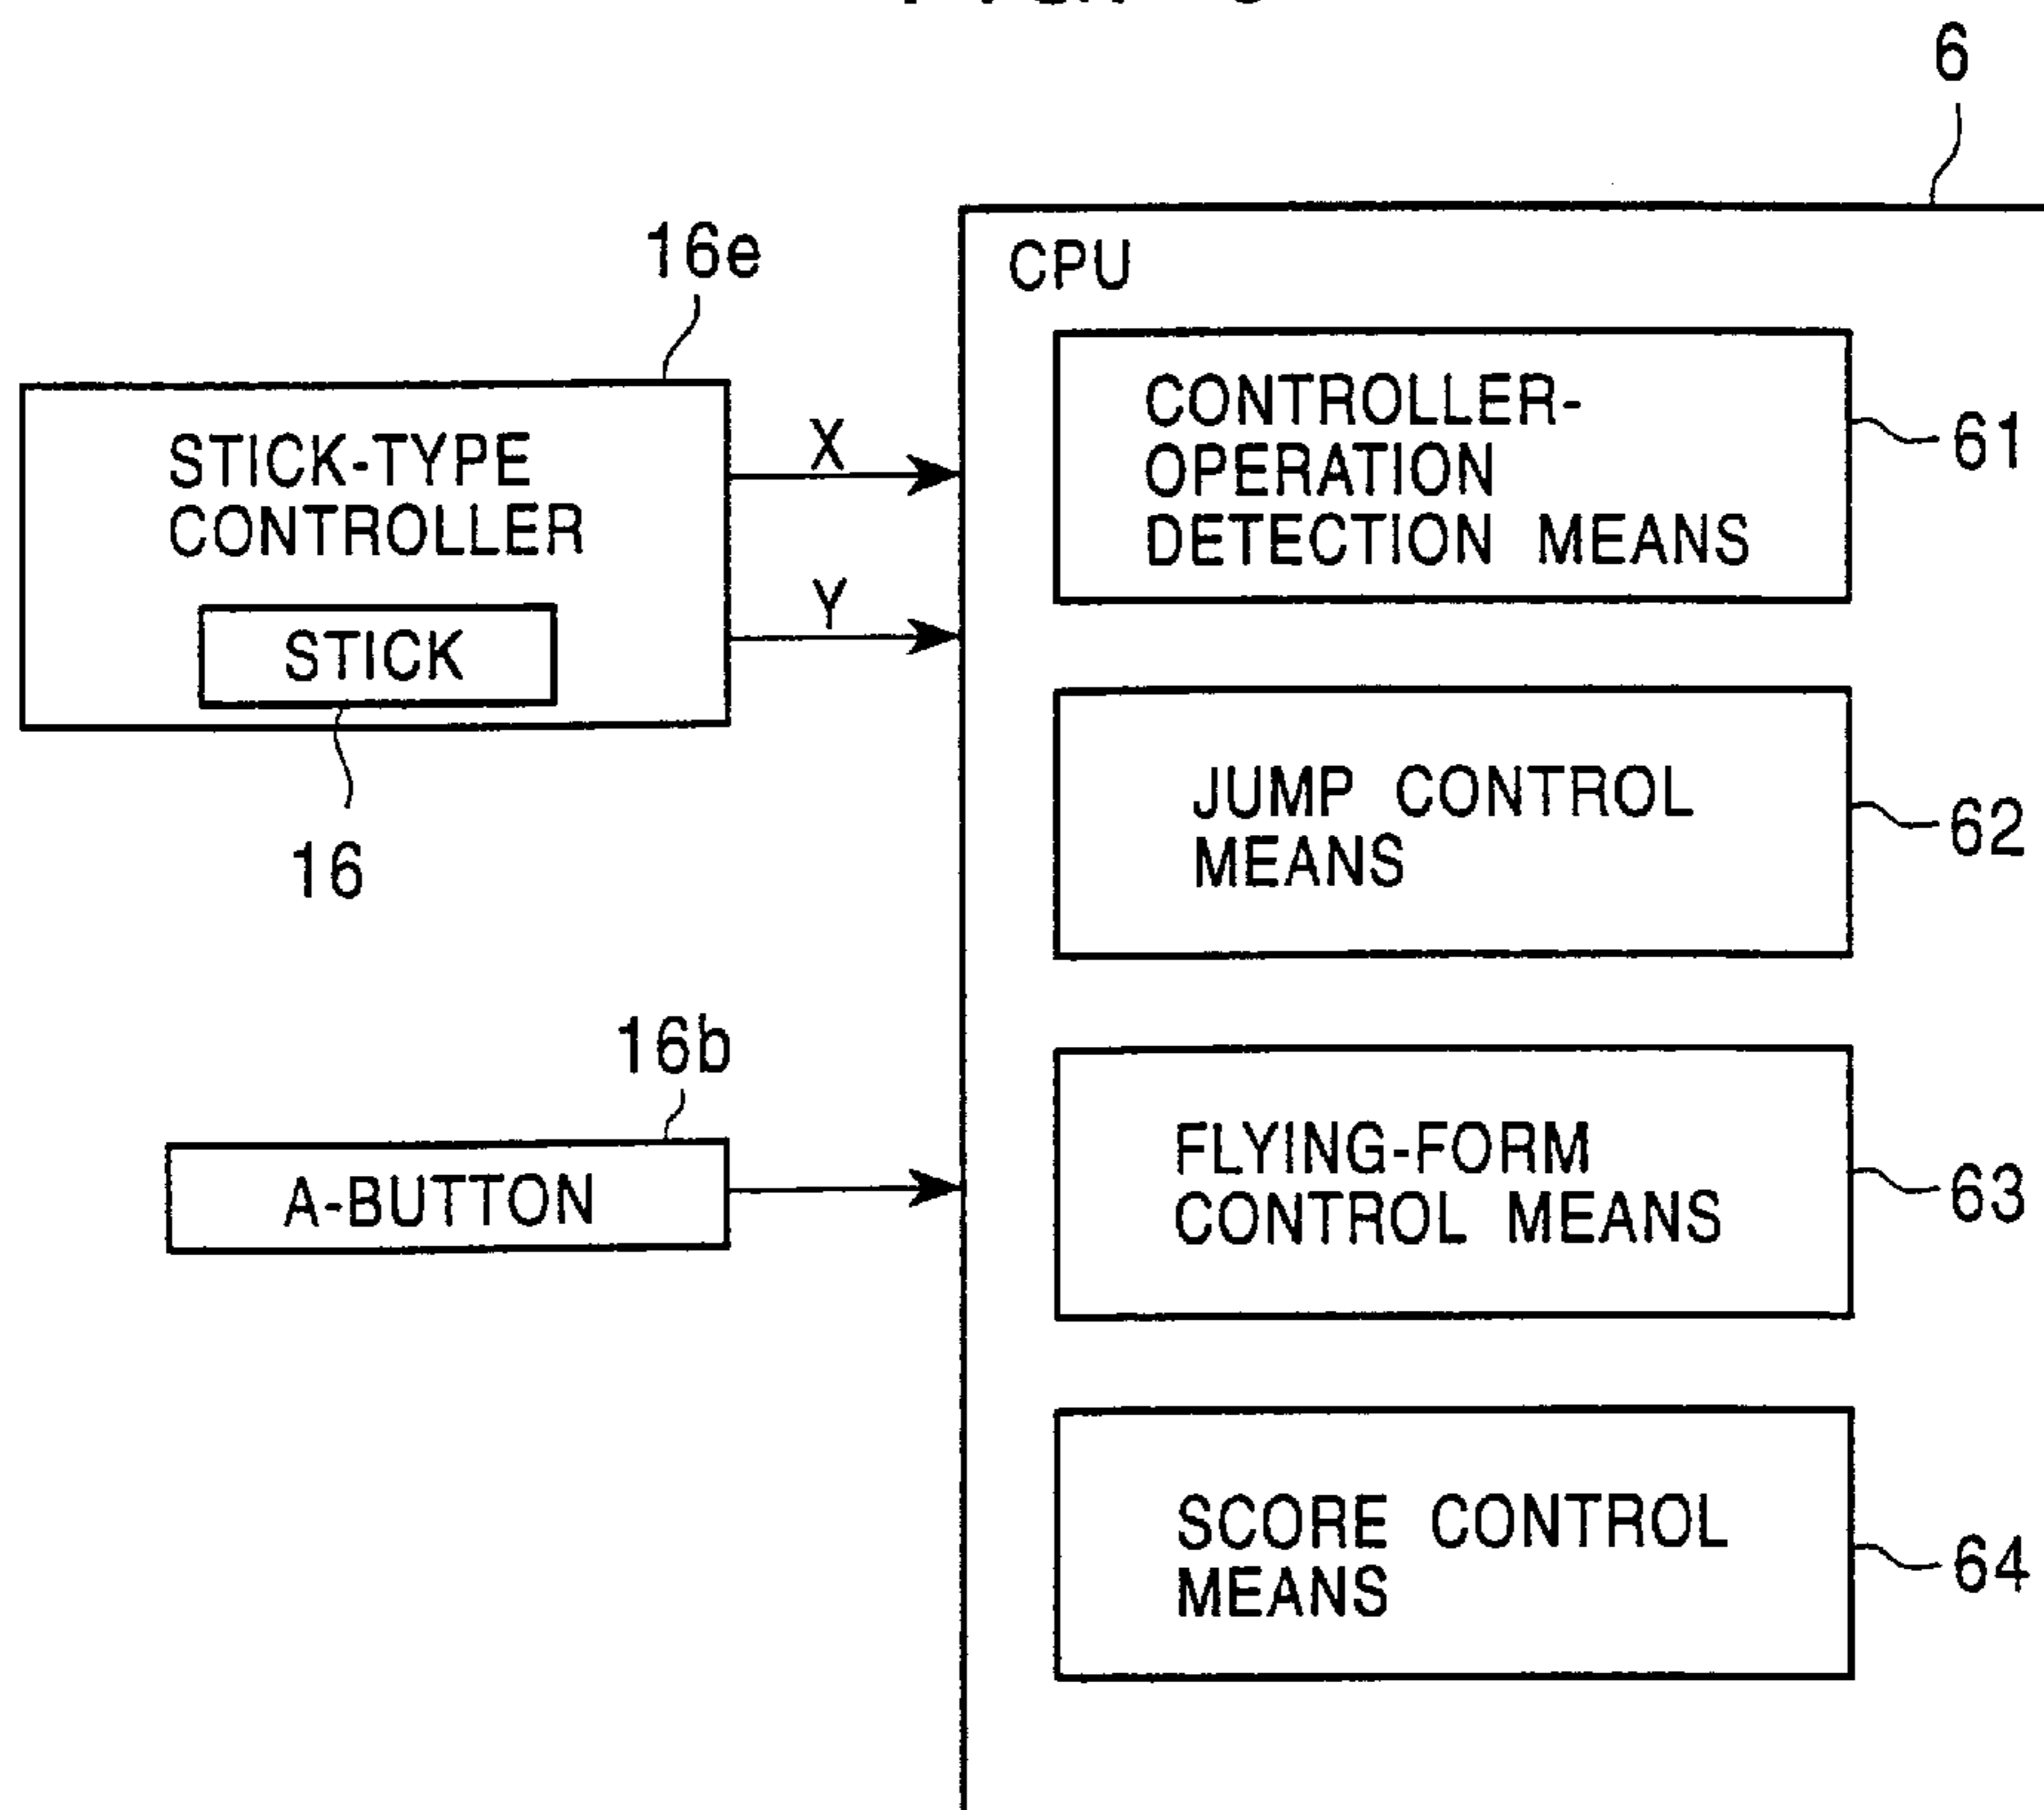 6
16e
CPU
STICK-TYPE
CONTROLLER
STICK
16
X
Y
CONTROLLER-
OPERATION
DETECTION MEANS
61
JUMP CONTROL
MEANS
62
16b
A-BUTTON
FLYING-FORM
CONTROL MEANS
63
SCORE CONTROL
MEANS
64